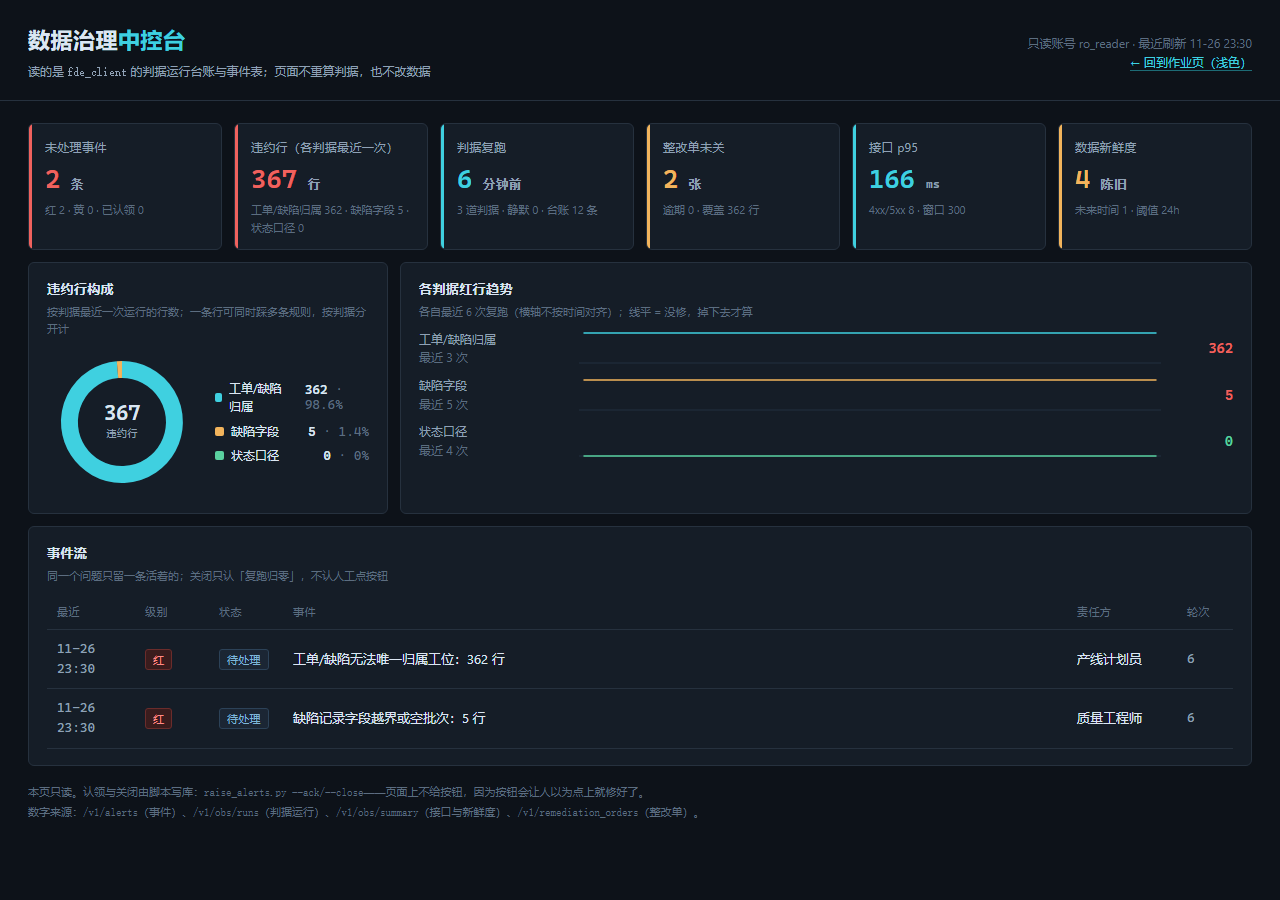 数据治理中控台
读的是 fde_client 的判据运行台账与事件表；页面不重算判据，也不改数据
只读账号 ro_reader · 最近刷新 11-26 23:30
← 回到作业页（浅色）
未处理事件
2 条
红 2 · 黄 0 · 已认领 0
违约行（各判据最近一次）
367 行
工单/缺陷归属 362 · 缺陷字段 5 ·
状态口径 0
判据复跑
6 分钟前
3 道判据 · 静默 0 · 台账 12 条
整改单未关
2 张
逾期 0 · 覆盖 362 行
接口 p95
166 ms
4xx/5xx 8 · 窗口 300
数据新鲜度
4 陈旧
未来时间 1 · 阈值 24h
违约行构成
按判据最近一次运行的行数；一条行可同时踩多条规则，按判据分
开计
367
违约行
工单/缺陷
归属
362 ·
98.6%
缺陷字段 5 · 1.4%
状态口径 0 · 0%
各判据红行趋势
各自最近 6 次复跑（横轴不按时间对齐）；线平 = 没修，掉下去才算
工单/缺陷归属
最近 3 次
362
缺陷字段
最近 5 次
5
状态口径
最近 4 次
0
事件流
同一个问题只留一条活着的；关闭只认「复跑归零」，不认人工点按钮
最近 级别 状态 事件 责任方 轮次
11-26
23:30
红 待处理 工单/缺陷无法唯一归属工位：362 行 产线计划员 6
11-26
23:30
红 待处理 缺陷记录字段越界或空批次：5 行 质量工程师 6
本页只读。认领与关闭由脚本写库：raise_alerts.py --ack/--close——页面上不给按钮，因为按钮会让人以为点上就修好了。
数字来源：/v1/alerts（事件）、/v1/obs/runs（判据运行）、/v1/obs/summary（接口与新鲜度）、/v1/remediation_orders（整改单）。